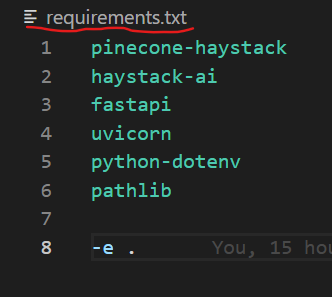 requirements.txt
1 pinecone-haystack
2 haystack-ai
3 fastapi
4 uvicorn
5 python-dotenv
6 pathlib
7
8 -e . You, 15